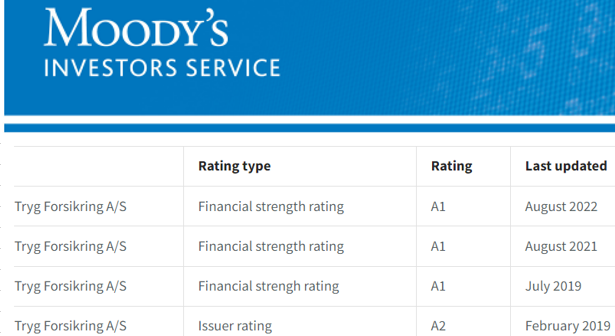 MOODY'S
INVESTORS SERVICE
Rating type Rating Last updated
Tryg Forsikring A/S Financial strength rating A1 August 2022
Tryg Forsikring A/S Financial strength rating A1 August 2021
Tryg Forsikring A/S Financial strengh rating A1 July 2019
Tryg Forsikring A/S Issuer rating A2 February 2019